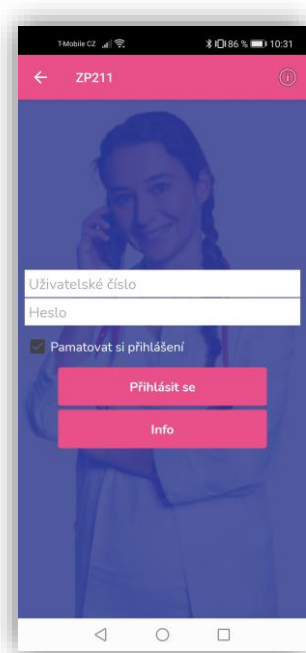 T-Mobile CZ 86 % 10:31
ZP211
Uživatelské číslo
Heslo
Pamatovat si přihlášení
Přihlásit se
Info